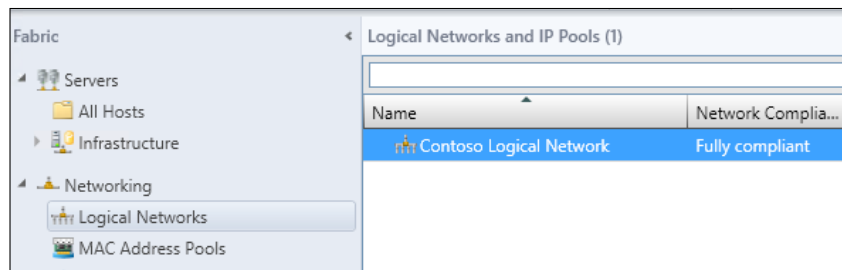 Fabric
Logical Networks and IP Pools (1)
Servers
All Hosts
Infrastructure
Networking
Logical Networks
MAC Address Pools
Name
Network Complia...
Contoso Logical Network
Fully compliant